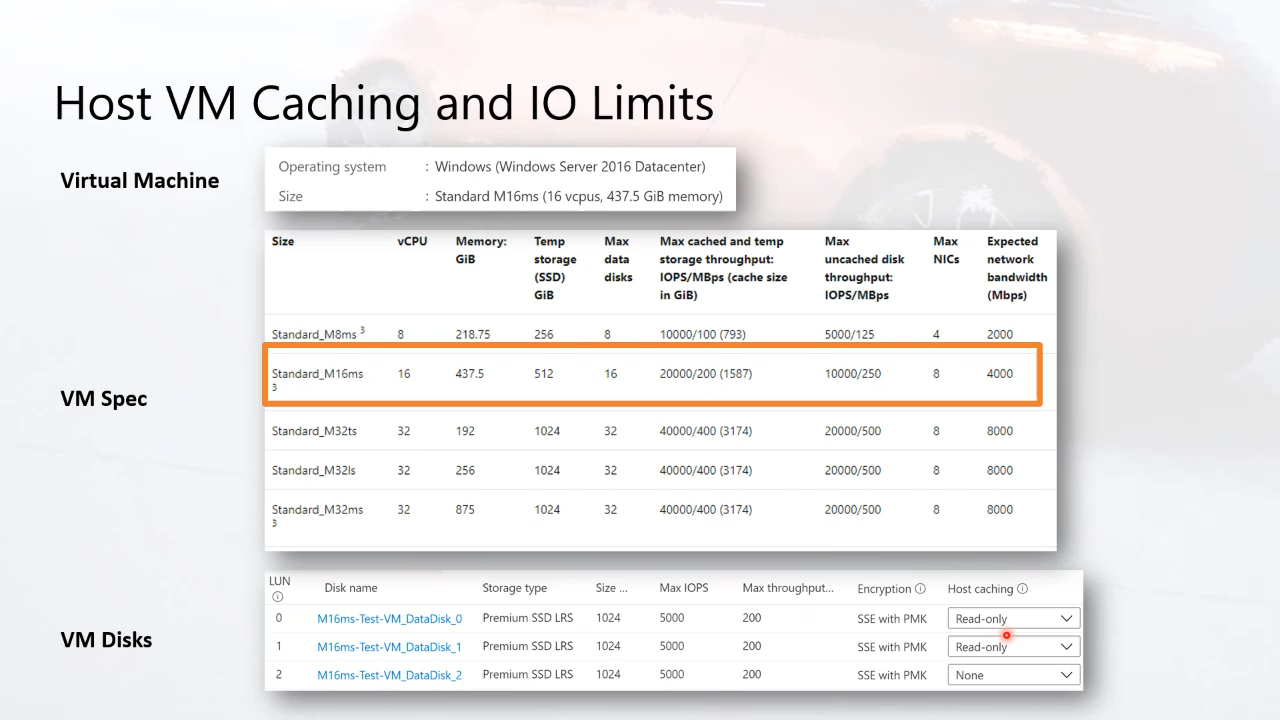 Host VM Caching and IO Limits
Virtual Machine
Operating system : Windows (Windows Server 2016 Datacenter)
Size : Standard M16ms (16 vcpus, 437.5 GiB memory)
VM Spec
Size vCPU Memory: GiB Temp storage (SSD) GiB Max data disks Max cached and temp storage throughput: IOPS/MBps (cache size in GiB) Max uncached disk throughput: IOPS/MBps Max NICs Expected network bandwidth (Mbps)
Standard_M8ms 3 8 218.75 256 8 10000/100 (793) 5000/125 4 2000
Standard_M16ms 3 16 437.5 512 16 20000/200 (1587) 10000/250 8 4000
Standard_M32ts 32 192 1024 32 40000/400 (3174) 20000/500 8 8000
Standard_M32ls 32 256 1024 32 40000/400 (3174) 20000/500 8 8000
Standard_M32ms 3 32 875 1024 32 40000/400 (3174) 20000/500 8 8000
VM Disks
LUN Disk name Storage type Size ... Max IOPS Max throughput... Encryption Host caching
0 M16ms-Test-VM_DataDisk_0 Premium SSD LRS 1024 5000 200 SSE with PMK Read-only
1 M16ms-Test-VM_DataDisk_1 Premium SSD LRS 1024 5000 200 SSE with PMK Read-only
2 M16ms-Test-VM_DataDisk_2 Premium SSD LRS 1024 5000 200 SSE with PMK None